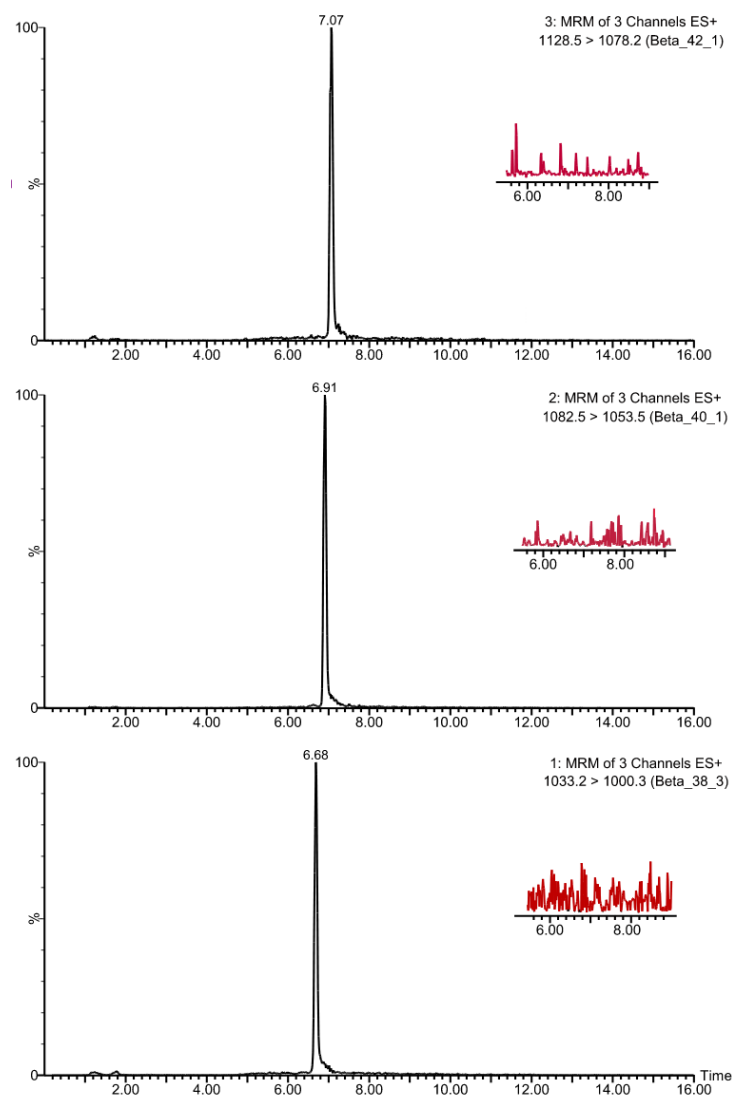 7.07
3: MRM of 3 Channels ES+
1128.5 > 1078.2 (Beta_42_1)
100
%
6.00 8.00
0
2.00 4.00 6.00 8.00 10.00 12.00 14.00 16.00
6.91
2: MRM of 3 Channels ES+
1082.5 > 1053.5 (Beta_40_1)
100
%
6.00 8.00
0
2.00 4.00 6.00 8.00 10.00 12.00 14.00 16.00
6.68
1: MRM of 3 Channels ES+
1033.2 > 1000.3 (Beta_38_3)
100
%
6.00 8.00
0
Time
2.00 4.00 6.00 8.00 10.00 12.00 14.00 16.00